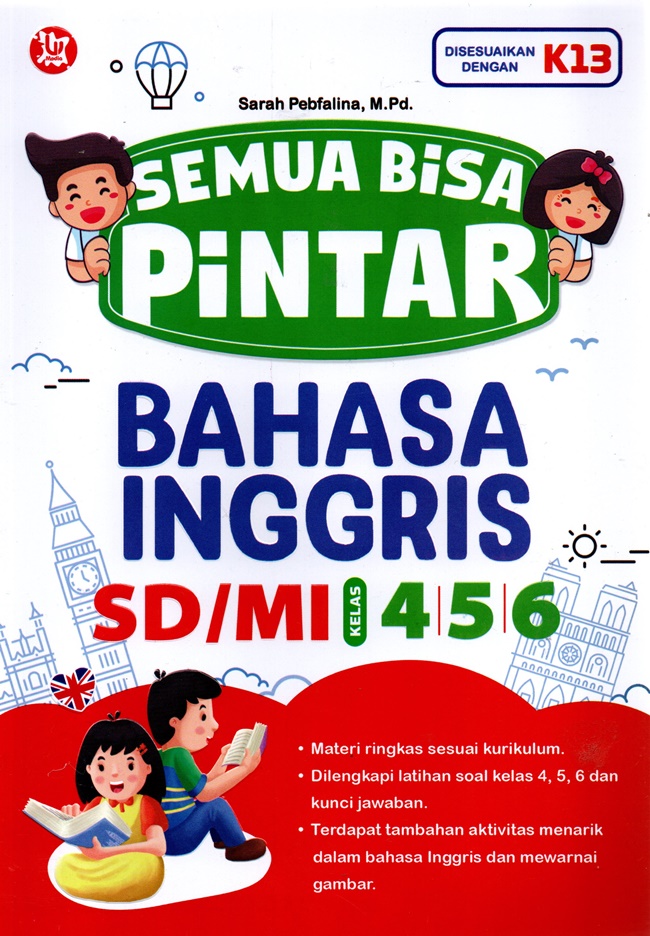 Media
DISESUAIKAN
DENGAN
K13
Sarah Pebfalina, M.Pd.
SEMUA BiSA
PiNTAR
BAHASA
INGGRIS
SD/MI KELAS 4|5|6
• Materi ringkas sesuai kurikulum.
• Dilengkapi latihan soal kelas 4, 5, 6 dan
kunci jawaban.
• Terdapat tambahan aktivitas menarik
dalam bahasa Inggris dan mewarnai
gambar.